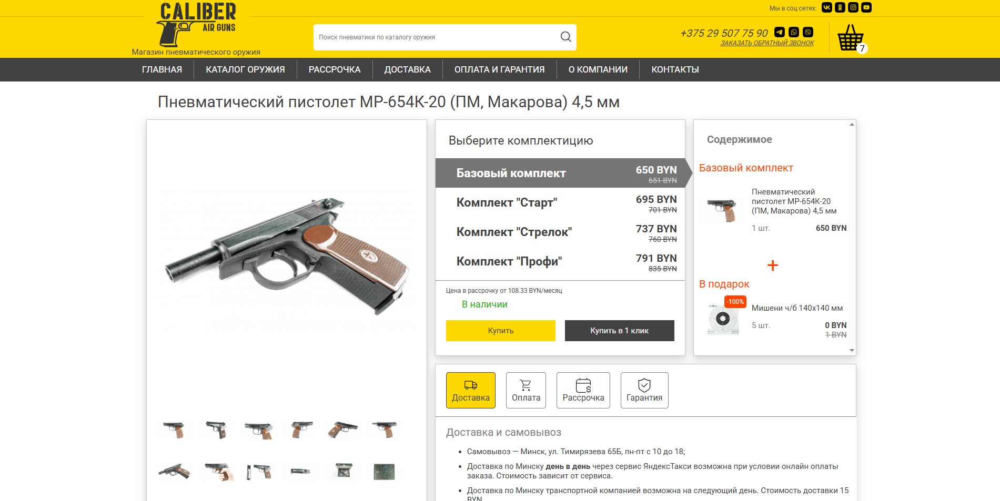 Мы в соц сетях:
CALIBER
AIR GUNS
Магазин пневматического оружия
Поиск пневматики по каталогу оружия
+375 29 507 75 90
ЗАКАЗАТЬ ОБРАТНЫЙ ЗВОНОК
7
ГЛАВНАЯ
КАТАЛОГ ОРУЖИЯ
РАССРОЧКА
ДОСТАВКА
ОПЛАТА И ГАРАНТИЯ
О КОМПАНИИ
КОНТАКТЫ
Пневматический пистолет МР-654К-20 (ПМ, Макарова) 4,5 мм
Выберите комплектицию
Базовый комплект
650 BYN
651 BYN
Комплект "Старт"
695 BYN
701 BYN
Комплект "Стрелок"
737 BYN
760 BYN
Комплект "Профи"
791 BYN
835 BYN
Цена в рассрочку от 108.33 BYN/месяц
В наличии
Купить
Купить в 1 клик
Содержимое
Базовый комплект
Пневматический
пистолет МР-654К-20
(ПМ, Макарова) 4,5 мм
1 шт.
650 BYN
+
В подарок
-100%
Мишени ч/б 140х140 мм
5 шт.
0 BYN
1 BYN
Доставка
Оплата
Рассрочка
Гарантия
Доставка и самовывоз
• Самовывоз — Минск, ул. Тимирязева 65Б, пн-пт с 10 до 18;
• Доставка по Минску день в день через сервис ЯндексТакси возможна при условии онлайн оплаты
заказа. Стоимость зависит от сервиса.
• Доставка по Минску транспортной компанией возможна на следующий день. Стоимость доставки 15
BYN